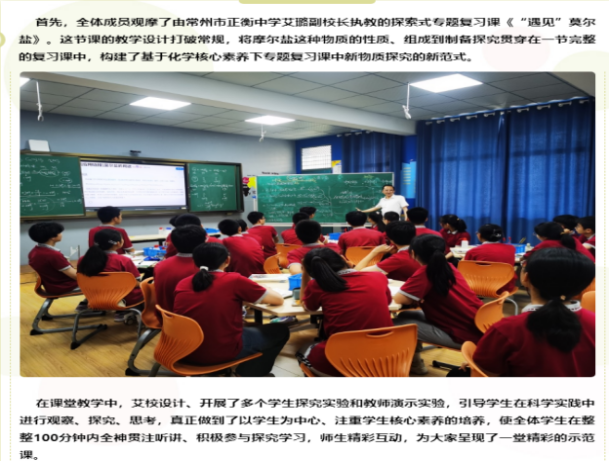 首先，全体成员观摩了由常州市正衡中学艾攀副校长执教的探索式专题复习课《“遇见”莫尔
盐》。这节课的教学设计打破常规，将摩尔盐这种物质的性质、组成到制备探究贯穿在一节完整
的复习课中，构建了基于化学核心素养下专题复习课中新物质探究的新范式。
在课堂教学中，艾校设计、开展了多个学生探究实验和教师演示实验，引导学生在科学实践中
进行观察、探究、思考，真正做到了以学生为中心、注重学生核心素养的培养，使全体学生在整
整100分钟内全神贯注听讲、积极参与探究学习，师生精彩互动，为大家呈现了一堂精彩的示范
课。